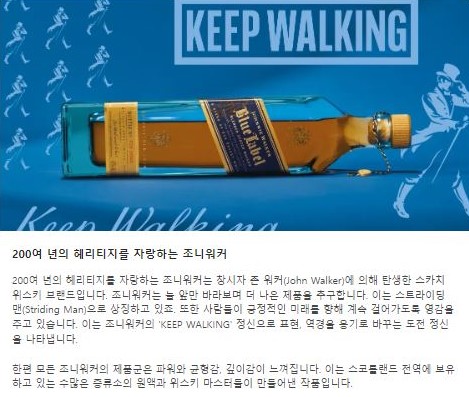 KEEP WALKING
Blue Label
Keep Walking
200여 년의 헤리티지를 자랑하는 조니워커
200여 년의 헤리티지를 자랑하는 조니워커는 창시자 존 워커(John Walker)에 의해 탄생한 스카치
위스키 브랜드입니다. 조니워커는 늘 앞만 바라보며 더 나은 제품을 추구합니다. 이는 스트라이딩
맨(Striding Man)으로 상징하고 있죠. 또한 사람들이 긍정적인 미래를 향해 계속 걸어가도록 영감을
주고 있습니다. 이는 조니워커의 'KEEP WALKING' 정신으로 표현, 역경을 용기로 바꾸는 도전 정신
을 나타냅니다.
한편 모든 조니워커의 제품군은 파워와 균형감, 깊이감이 느껴집니다. 이는 스코틀랜드 전역에 보유
하고 있는 수많은 증류소의 원액과 위스키 마스터들이 만들어낸 작품입니다.